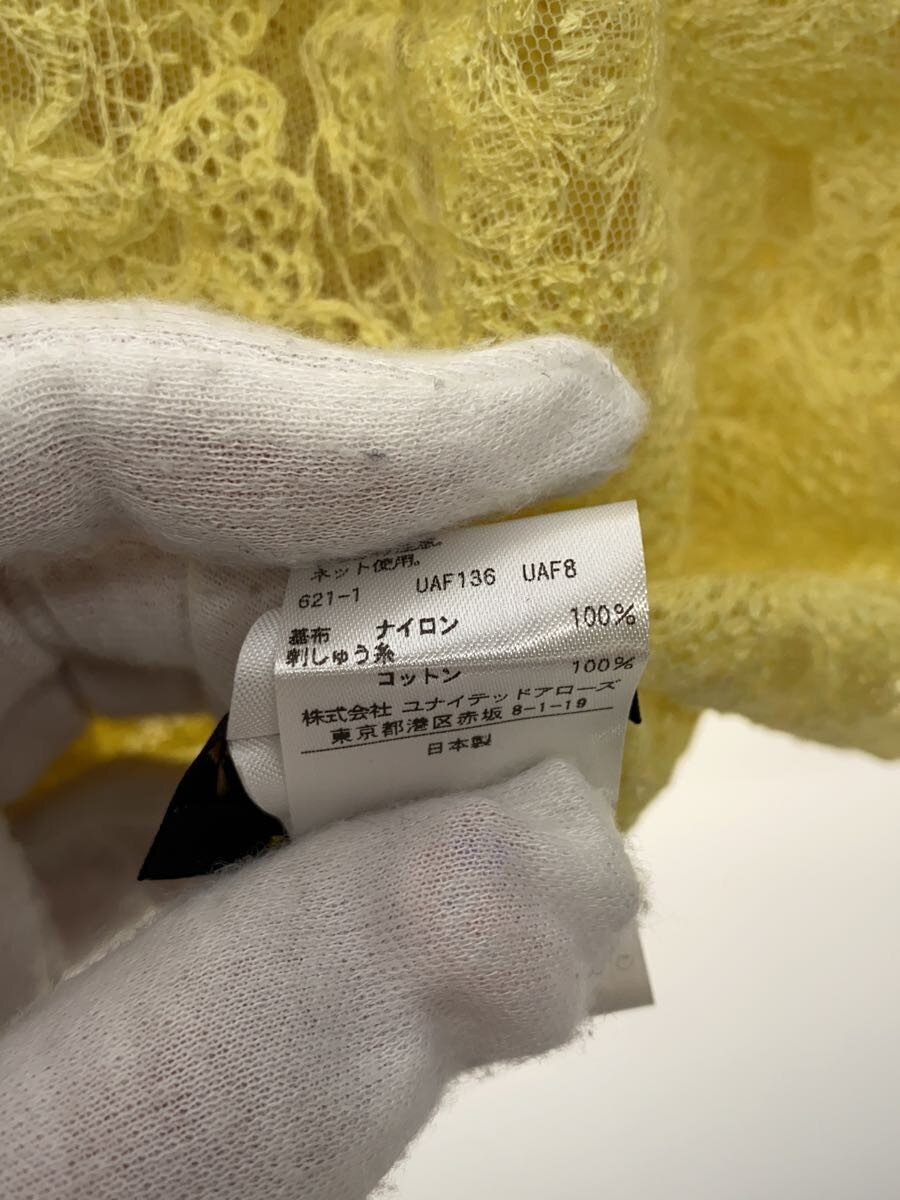 ネット使用。
621-1 UAF136 UAF8
基布 ナイロン 100%
刺しゅう糸
コットン 100%
株式会社 ユナイテッドアローズ
東京都港区赤坂 8-1-19
日本製